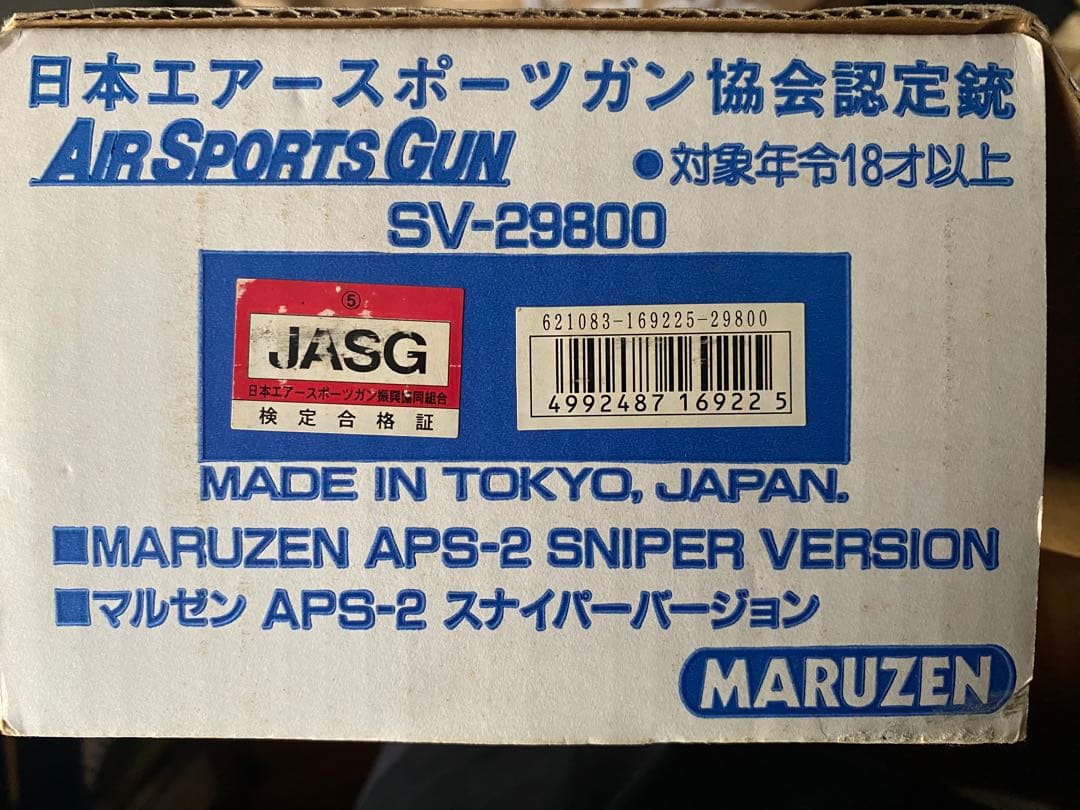 日本エアースポーツガン協会認定銃
AIR SPORTS GUN
●対象年令18才以上
SV-29800
⑤
JASG
日本エアースポーツガン振興協同組合
検定合格証
621083-169225-29800
4992487169225
MADE IN TOKYO, JAPAN.
■MARUZEN APS-2 SNIPER VERSION
■マルゼン APS-2 スナイパーバージョン
MARUZEN